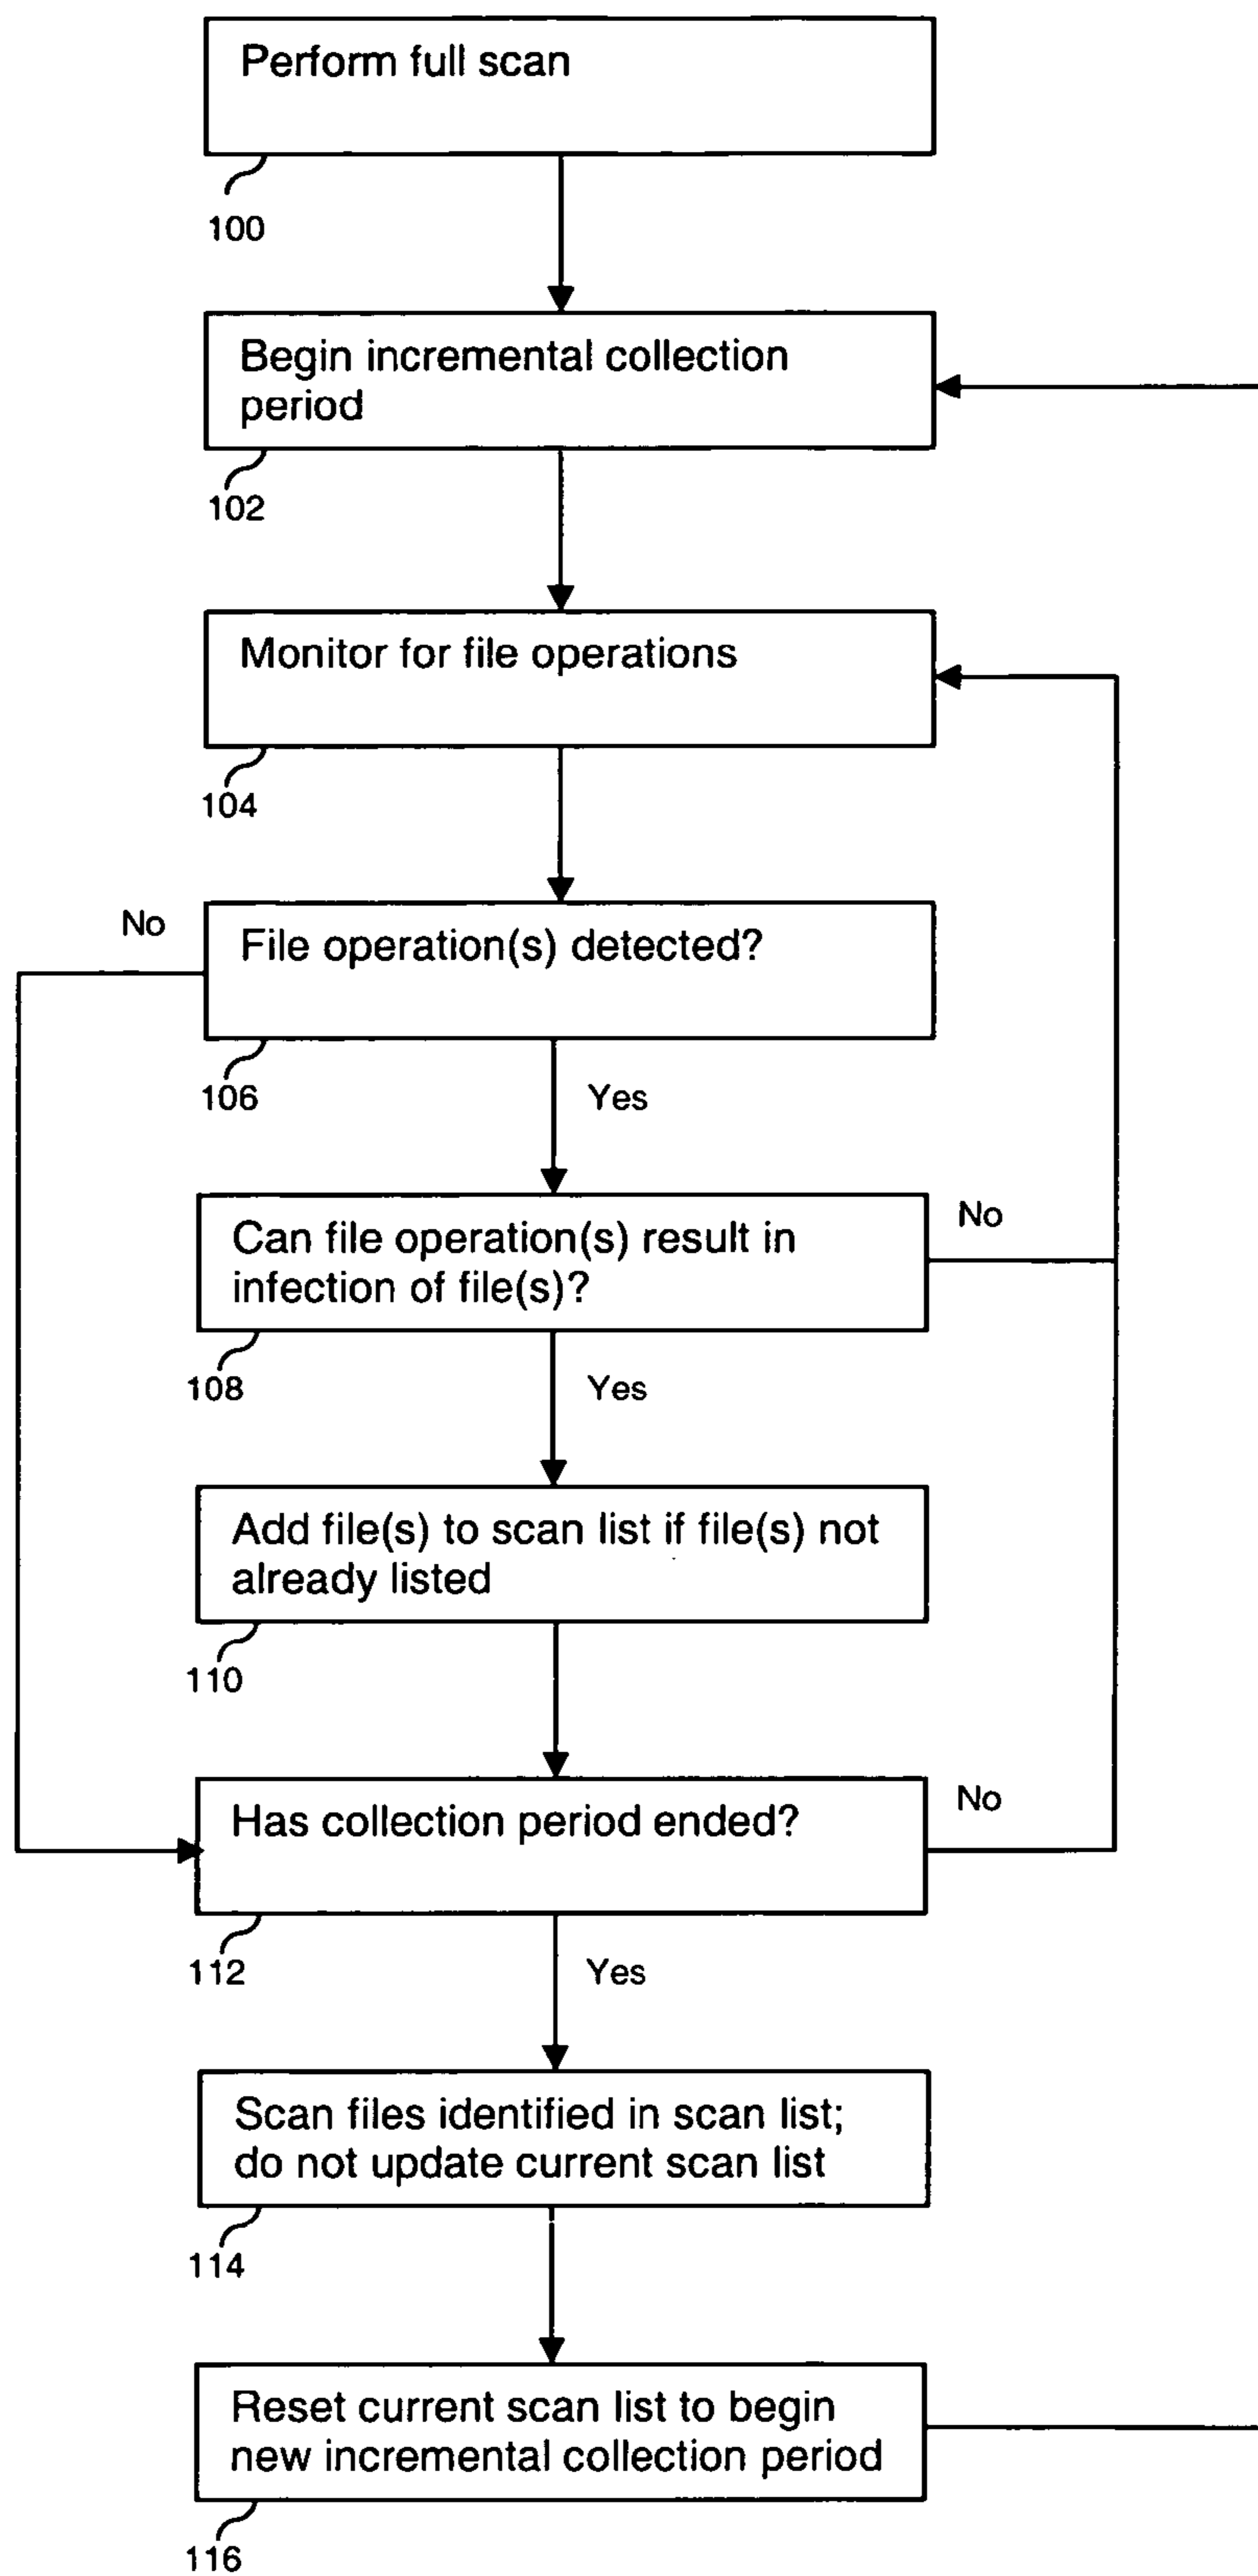 Perform full scan
100
Begin incremental collection
period
102
Monitor for file operations
104
No
File operation(s) detected?
106
Yes
Can file operation(s) result in
infection of file(s)?
No
108
Yes
Add file(s) to scan list if file(s) not
already listed
110
Has collection period ended?
No
112
Yes
Scan files identified in scan list;
do not update current scan list
114
Reset current scan list to begin
new incremental collection period
116